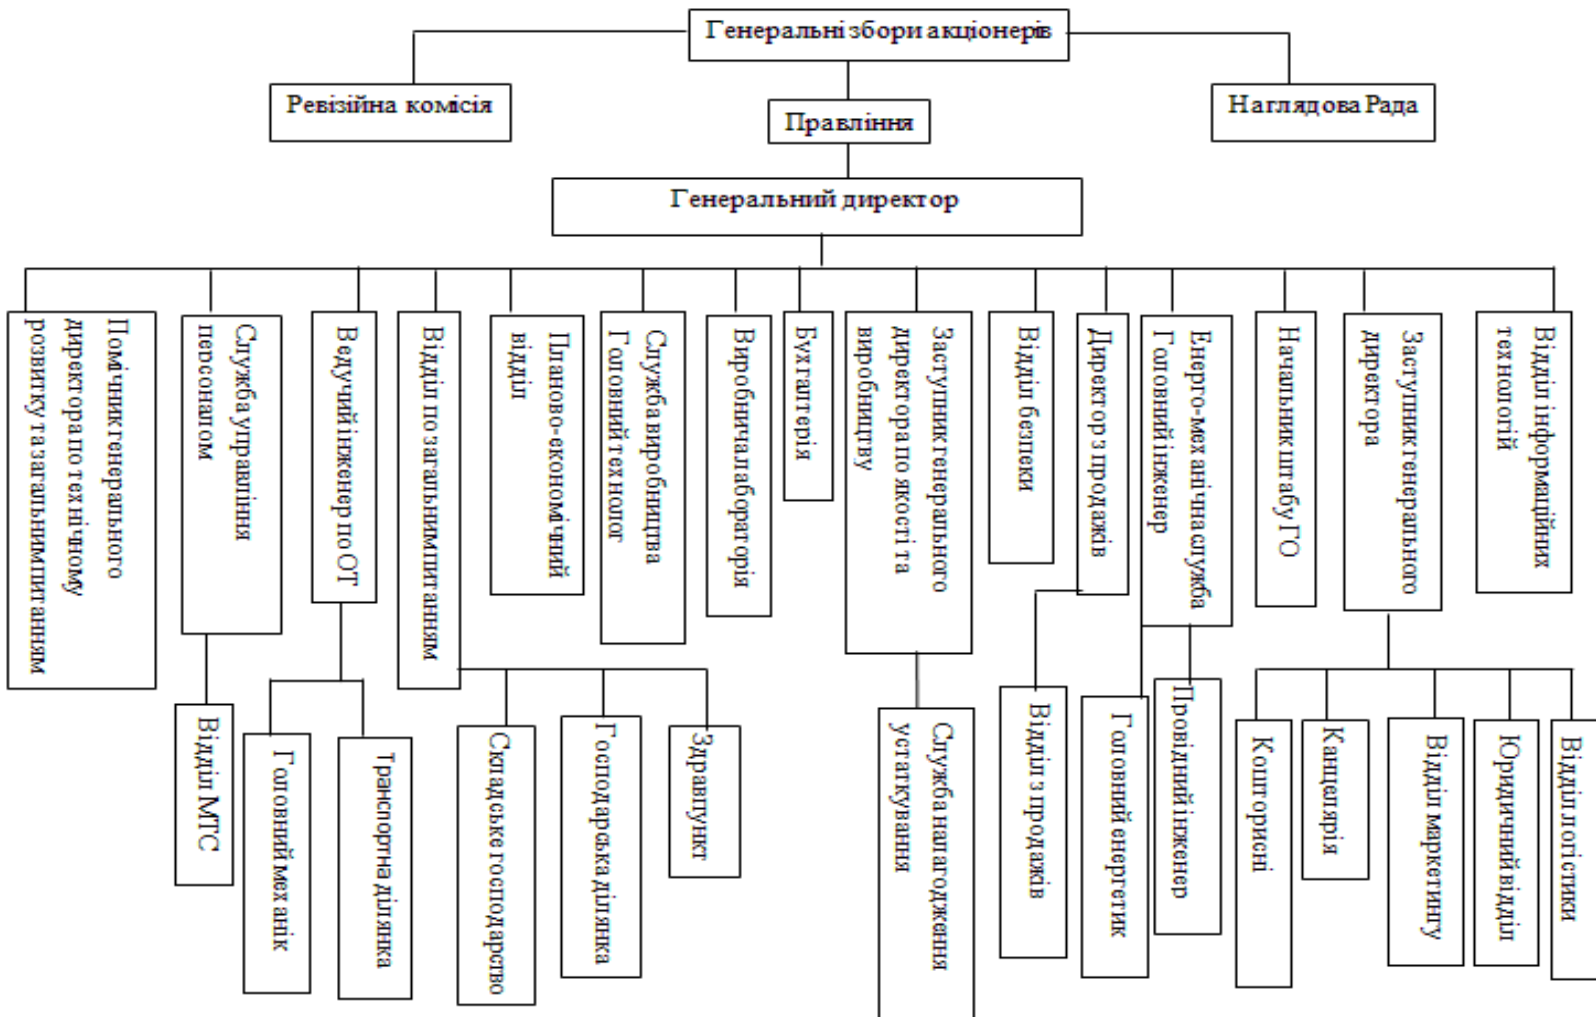 Генеральні збори акціонерів
Ревізійна комісія
Правління
Наглядова Рада
Генеральний директор
Помічник генерального
директора по технічному
розвитку та загальним питанням
Служба управління
персоналом
Ведучий інженер по ОТ
Відділ по загальним питанням
Планово-економічний
відділ
Служба виробництва
Головний технолог
Виробнича лабораторія
Бухгалтерія
Заступник генерального
директора по якості та
виробництву
Відділ безпеки
Директор з продажів
Енерго-механічна служба
Головний інженер
Начальник штабу ГО
Заступник генерального
директора
Відділ інформаційних
технологій
Відділ МТС
Головний механік
Транспортна ділянка
Складське господарство
Господарська ділянка
Здравпункт
Служба налагодження
устаткування
Відділ з продажів
Головний енергетик
Провідний інженер
Кошторисні
Канцелярія
Відділ маркетингу
Юридичний відділ
Відділ логістики